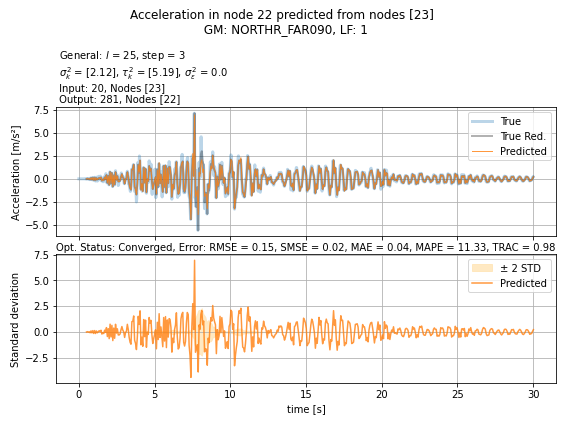 Acceleration in node 22 predicted from nodes [23]
GM: NORTHR_FAR090, LF: 1
General: l = 25, step = 3
σ²ₖ = [2.12], τ²ₖ = [5.19], σ²ε = 0.0
Input: 20, Nodes [23]
Output: 281, Nodes [22]
Acceleration [m/s²]
7.5
5.0
2.5
0.0
−2.5
−5.0
True
True Red.
Predicted
Opt. Status: Converged, Error: RMSE = 0.15, SMSE = 0.02, MAE = 0.04, MAPE = 11.33, TRAC = 0.98
Standard deviation
7.5
5.0
2.5
0.0
−2.5
± 2 STD
Predicted
0 5 10 15 20 25 30
time [s]